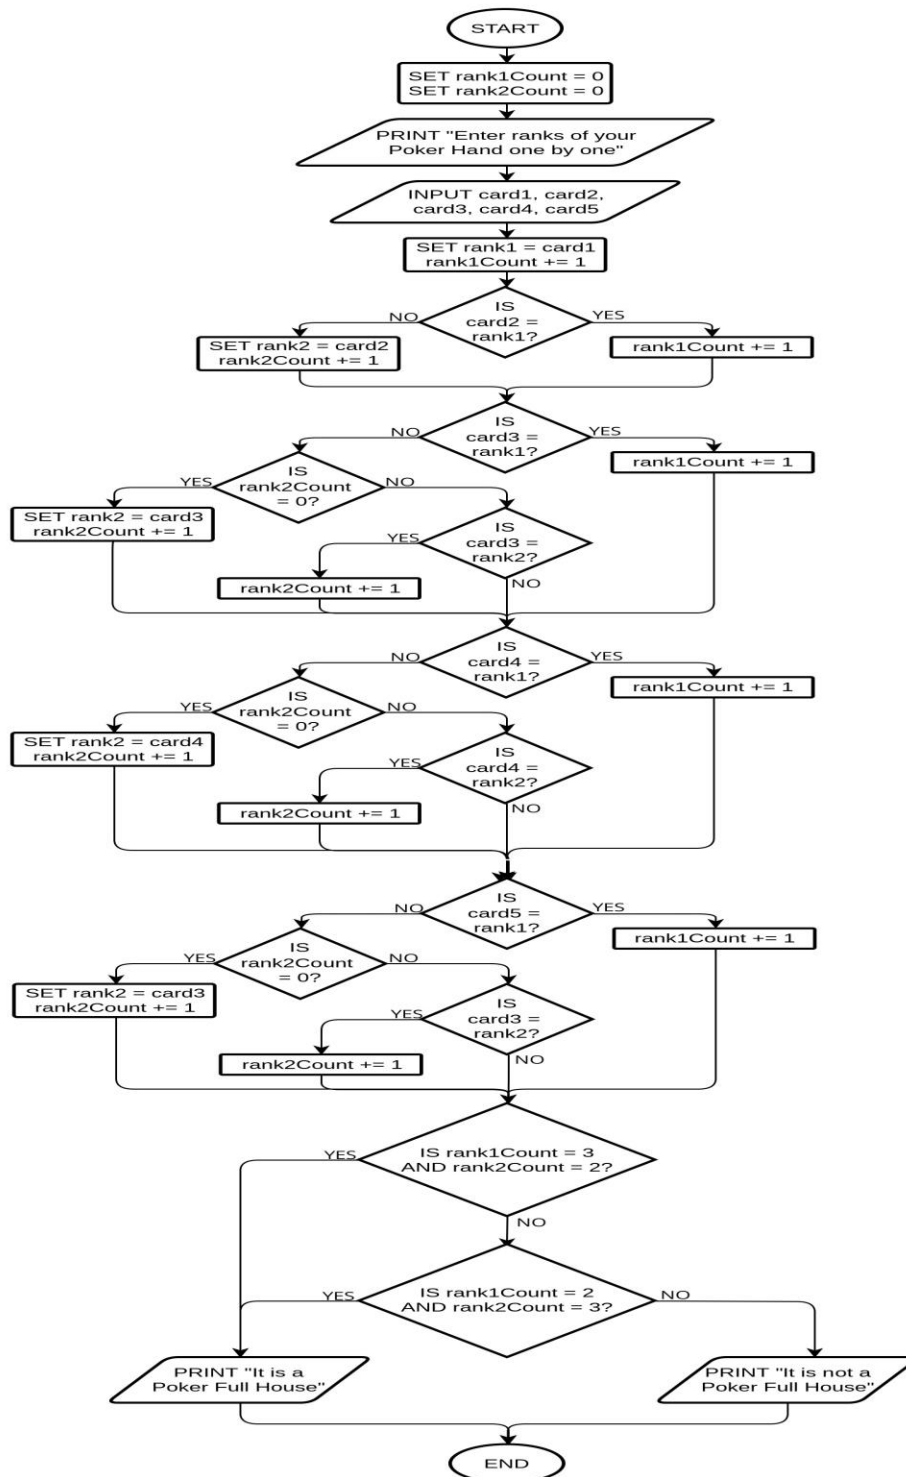 START
SET rank1Count = 0
SET rank2Count = 0
PRINT "Enter ranks of your
Poker Hand one by one"
INPUT card1, card2,
card3, card4, card5
SET rank1 = card1
rank1Count += 1
IS
card2 =
rank1?
NO
YES
SET rank2 = card2
rank2Count += 1
rank1Count += 1
IS
card3 =
rank1?
NO
YES
rank1Count += 1
IS
rank2Count
= 0?
YES
NO
SET rank2 = card3
rank2Count += 1
IS
card3 =
rank2?
YES
NO
rank2Count += 1
IS
card4 =
rank1?
NO
YES
rank1Count += 1
IS
rank2Count
= 0?
YES
NO
SET rank2 = card4
rank2Count += 1
IS
card4 =
rank2?
YES
NO
rank2Count += 1
IS
card5 =
rank1?
NO
YES
rank1Count += 1
IS
rank2Count
= 0?
YES
NO
SET rank2 = card3
rank2Count += 1
IS
card3 =
rank2?
YES
NO
rank2Count += 1
IS rank1Count = 3
AND rank2Count = 2?
YES
NO
IS rank1Count = 2
AND rank2Count = 3?
YES
NO
PRINT "It is a
Poker Full House"
PRINT "It is not a
Poker Full House"
END